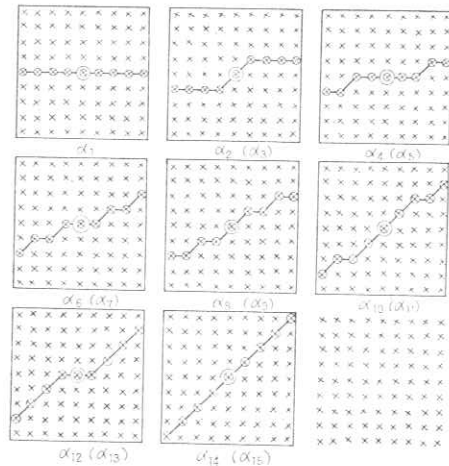 α₁ α₂ (α₃) α₄ (α₅)
α₆ (α₇) α₈ (α₉) α₁₀ (α₁₁)
α₁₂ (α₁₃) α₁₄ (α₁₅)